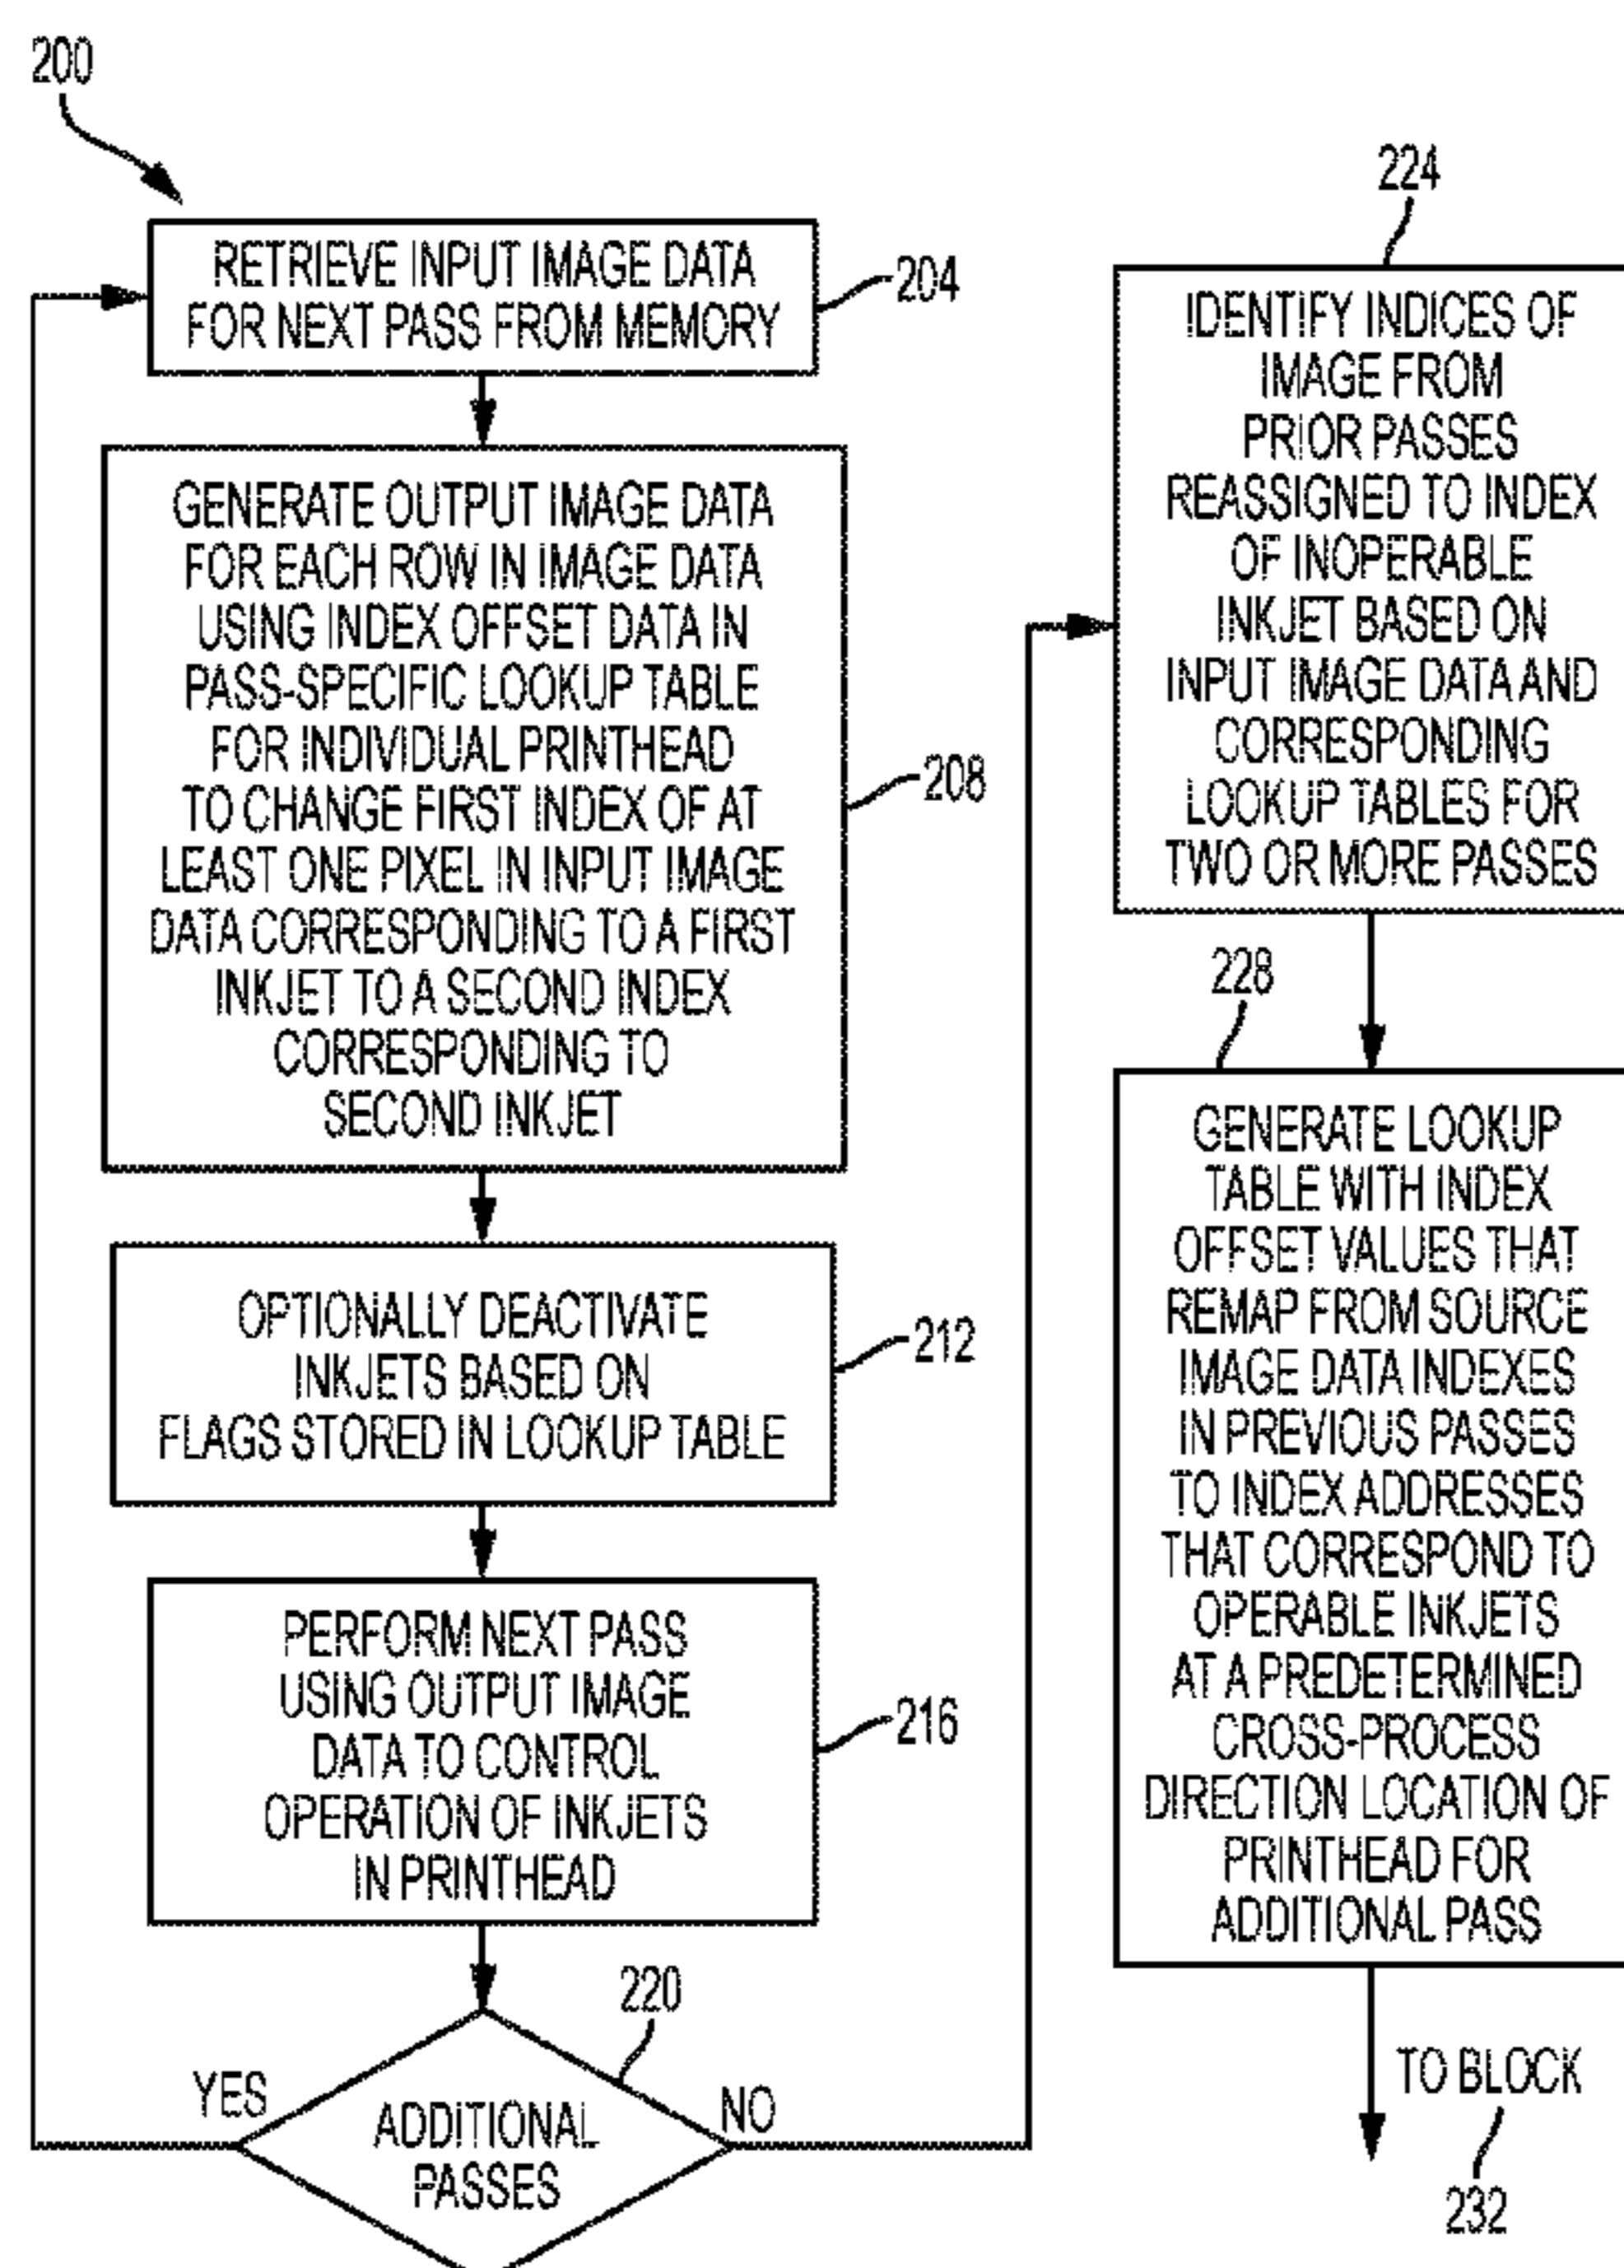 200
RETRIEVE INPUT IMAGE DATA
FOR NEXT PASS FROM MEMORY
204
GENERATE OUTPUT IMAGE DATA
FOR EACH ROW IN IMAGE DATA
USING INDEX OFFSET DATA IN
PASS-SPECIFIC LOOKUP TABLE
FOR INDIVIDUAL PRINTHEAD
TO CHANGE FIRST INDEX OF AT
LEAST ONE PIXEL IN INPUT IMAGE
DATA CORRESPONDING TO A FIRST
INKJET TO A SECOND INDEX
CORRESPONDING TO
SECOND INKJET
208
OPTIONALLY DEACTIVATE
INKJETS BASED ON
FLAGS STORED IN LOOKUP TABLE
212
PERFORM NEXT PASS
USING OUTPUT IMAGE
DATA TO CONTROL
OPERATION OF INKJETS
IN PRINTHEAD
216
220
YES
ADDITIONAL
PASSES
NO
224
IDENTIFY INDICES OF
IMAGE FROM
PRIOR PASSES
REASSIGNED TO INDEX
OF INOPERABLE
INKJET BASED ON
INPUT IMAGE DATA AND
CORRESPONDING
LOOKUP TABLES FOR
TWO OR MORE PASSES
228
GENERATE LOOKUP
TABLE WITH INDEX
OFFSET VALUES THAT
REMAP FROM SOURCE
IMAGE DATA INDEXES
IN PREVIOUS PASSES
TO INDEX ADDRESSES
THAT CORRESPOND TO
OPERABLE INKJETS
AT A PREDETERMINED
CROSS-PROCESS
DIRECTION LOCATION OF
PRINTHEAD FOR
ADDITIONAL PASS
TO BLOCK
232